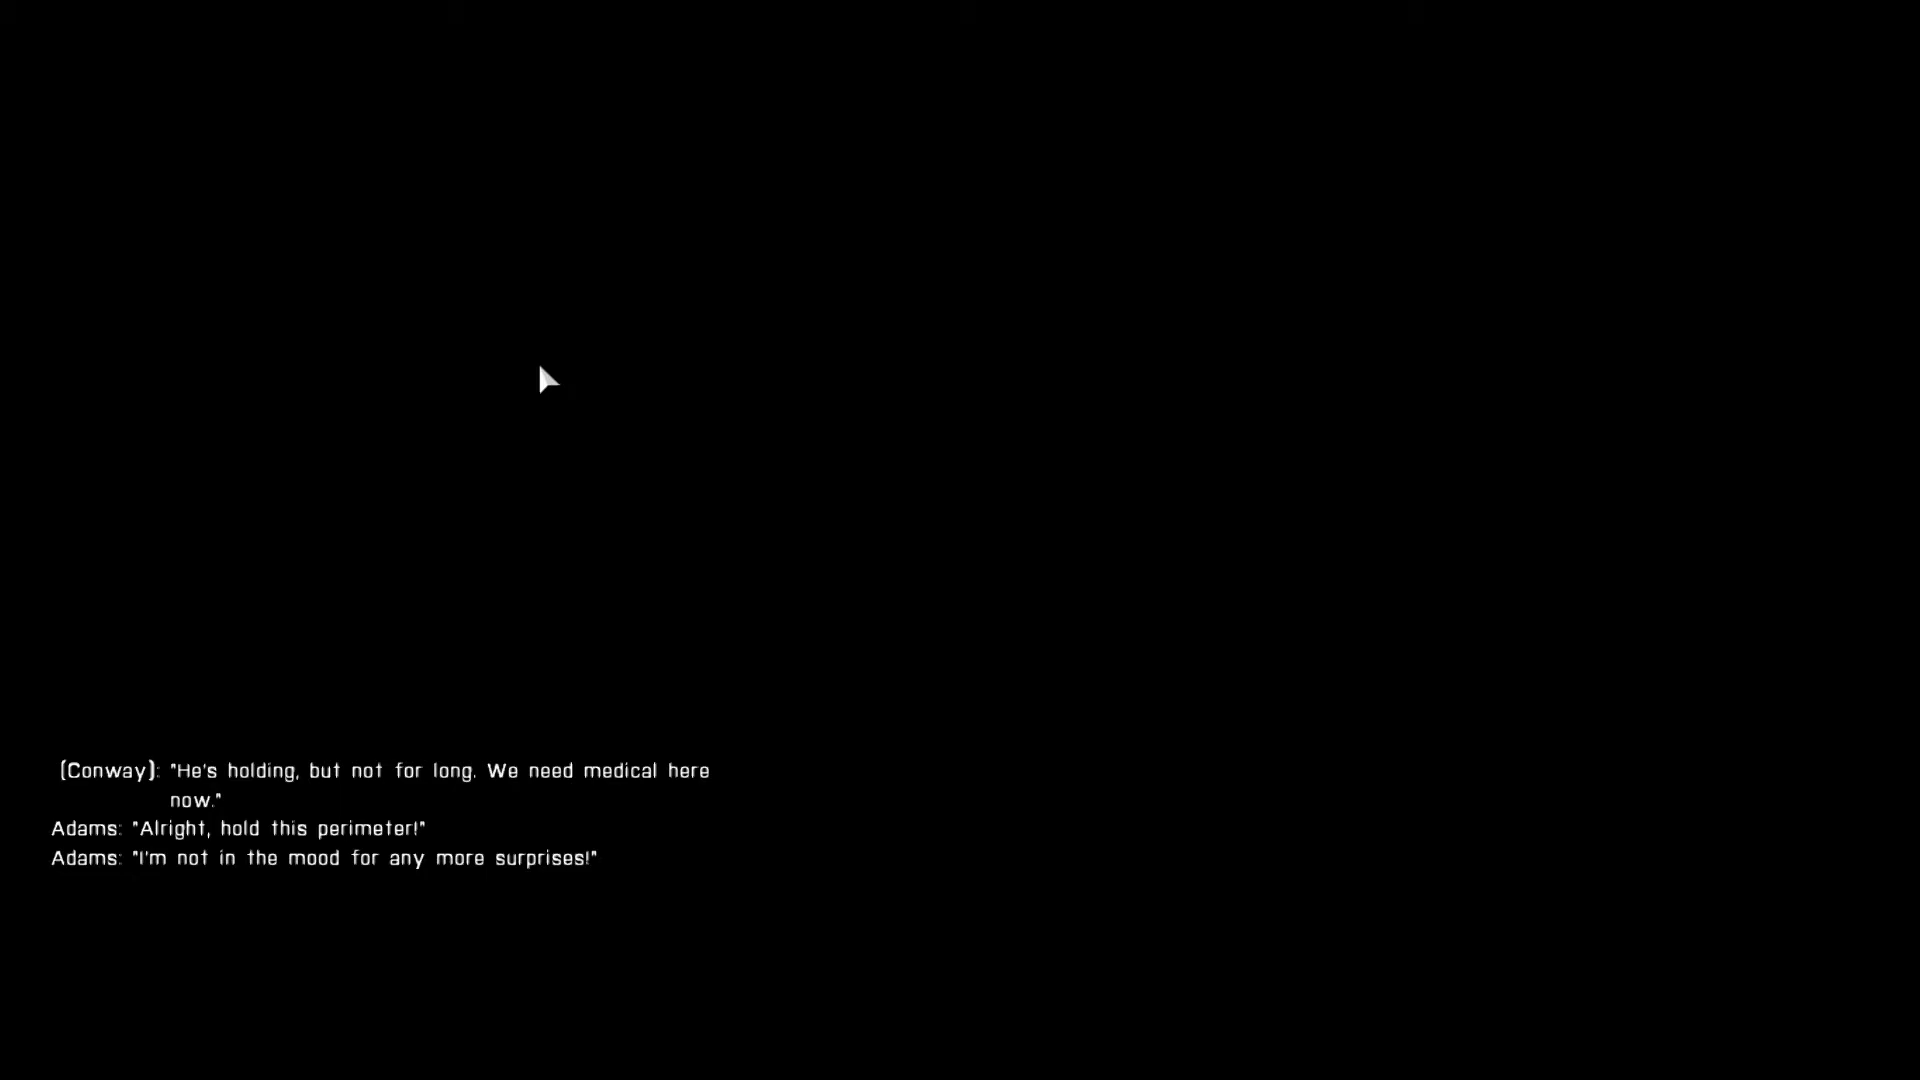 (Conway): "He's holding, but not for long. We need medical here
now."
Adams: "Alright, hold this perimeter!"
Adams: "I'm not in the mood for any more surprises!"